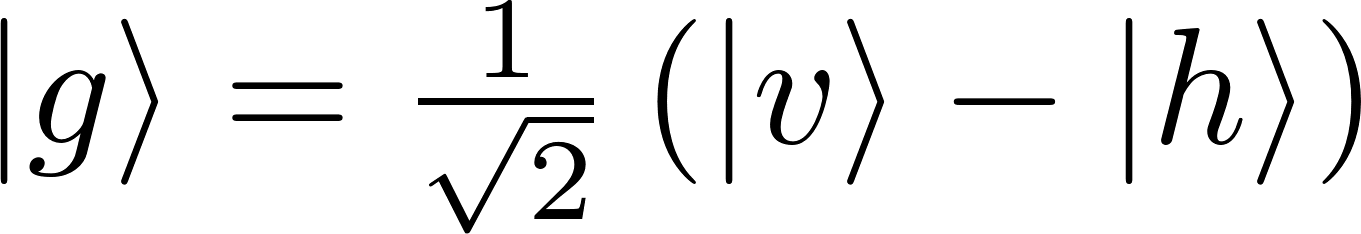 |g⟩ = 1/√2 (|v⟩ − |h⟩)